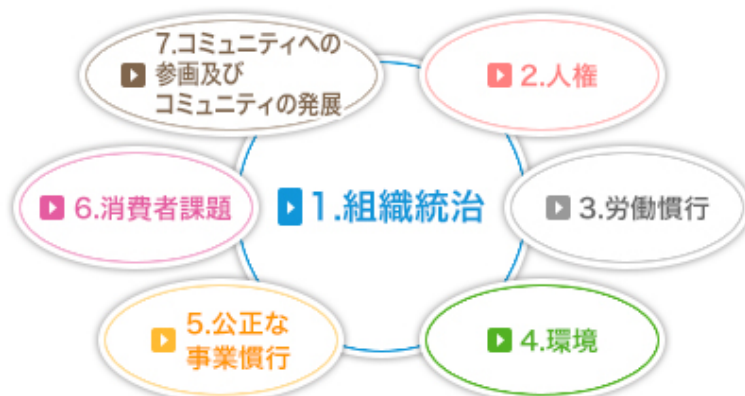 1.組織統治
2.人権
3.労働慣行
4.環境
5.公正な
事業慣行
6.消費者課題
7.コミュニティへの
参画及び
コミュニティの発展